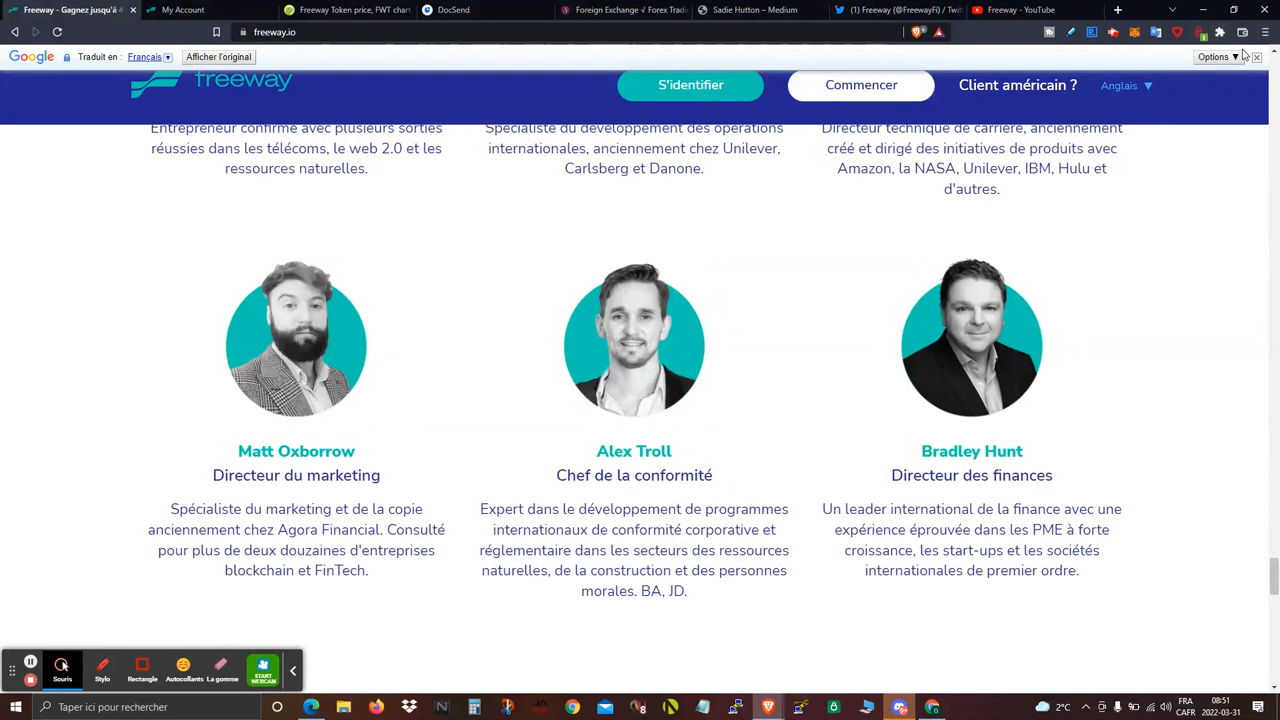 Freeway - Gagnez jusqu'à 4
My Account
Freeway Token price, FWT chart,
DocSend
Foreign Exchange √ Forex Tradi
Sadie Hutton – Medium
(1) Freeway (@FreewayFi) / Twitt
Freeway - YouTube
freeway.io
Google
Traduit en :
Français
Afficher l'original
Options ▼
freeway
S'identifier
Commencer
Client américain ?
Anglais ▼
Entrepreneur confirmé avec plusieurs sorties
réussies dans les télécoms, le web 2.0 et les
ressources naturelles.
Spécialiste du développement des opérations
internationales, anciennement chez Unilever,
Carlsberg et Danone.
Directeur technique de carrière, anciennement
créé et dirigé des initiatives de produits avec
Amazon, la NASA, Unilever, IBM, Hulu et
d'autres.
Matt Oxborrow
Directeur du marketing
Spécialiste du marketing et de la copie
anciennement chez Agora Financial. Consulté
pour plus de deux douzaines d'entreprises
blockchain et FinTech.
Alex Troll
Chef de la conformité
Expert dans le développement de programmes
internationaux de conformité corporative et
réglementaire dans les secteurs des ressources
naturelles, de la construction et des personnes
morales. BA, JD.
Bradley Hunt
Directeur des finances
Un leader international de la finance avec une
expérience éprouvée dans les PME à forte
croissance, les start-ups et les sociétés
internationales de premier ordre.
Souris
Stylo
Rectangle
Autocollants
La gomme
START
WEBCAM
Taper ici pour rechercher
2°C
FRA
CAFR
08:51
2022-03-31